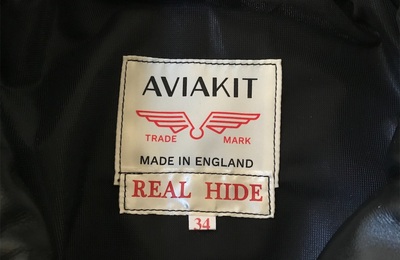 AVIAKIT
TRADE MARK
MADE IN ENGLAND
REAL HIDE
34